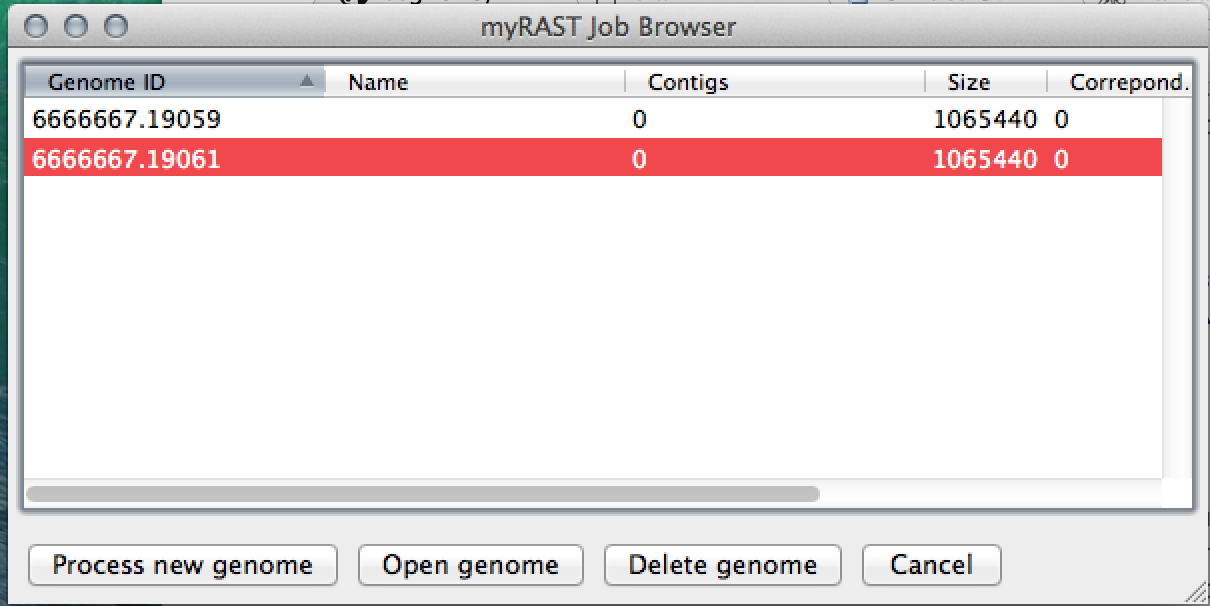 myRAST Job Browser
Genome ID Name Contigs Size Correpond.
6666667.19059 0 1065440 0
6666667.19061 0 1065440 0
Process new genome Open genome Delete genome Cancel